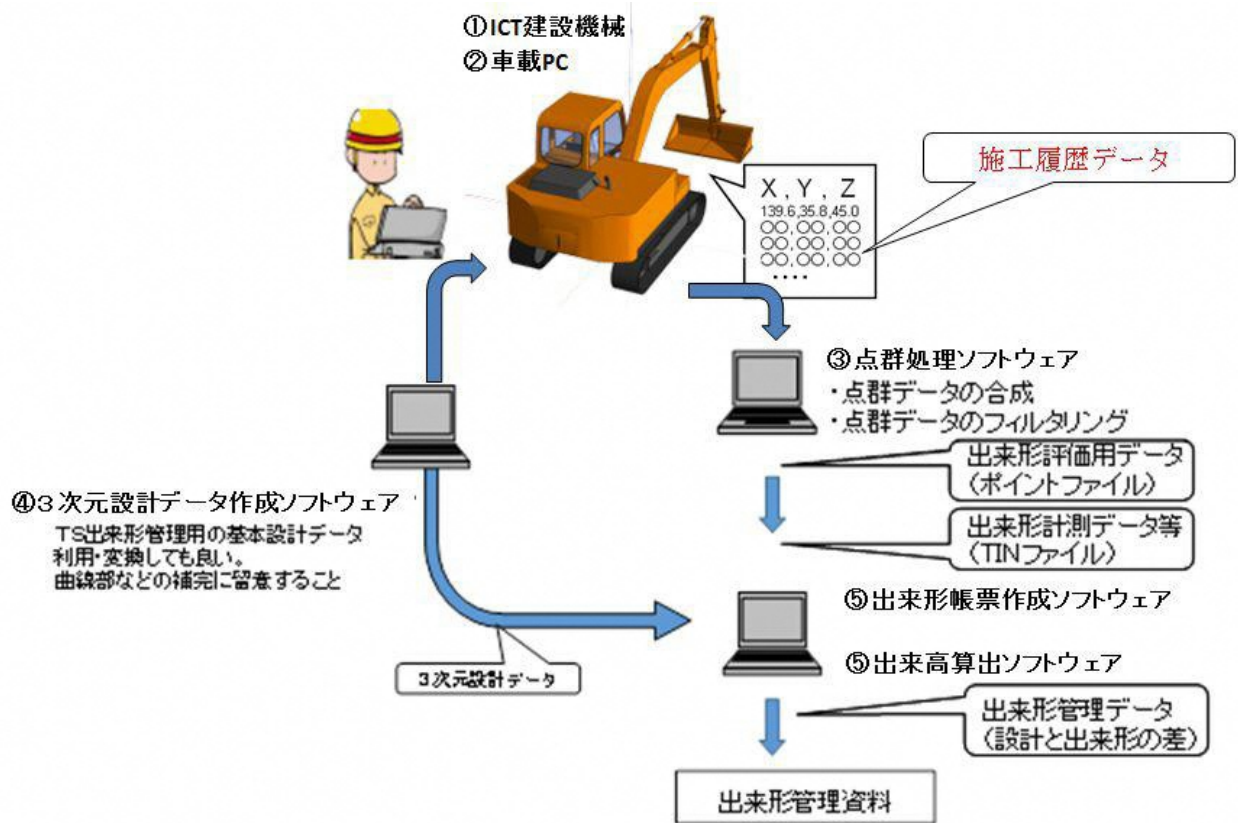 ①ICT建設機械
②車載PC
施工履歴データ
X , Y , Z
139.6,35.8,45.0
○○,○○,○○
○○,○○,○○
○○,○○,○○
････
③点群処理ソフトウェア
・点群データの合成
・点群データのフィルタリング
出来形評価用データ
(ポイントファイル)
出来形計測データ等
(TINファイル)
④3次元設計データ作成ソフトウェア
TS出来形管理用の基本設計データ
利用・変換しても良い。
曲線部などの補完に留意すること
3次元設計データ
⑤出来形帳票作成ソフトウェア
⑤出来高算出ソフトウェア
出来形管理データ
(設計と出来形の差)
出来形管理資料